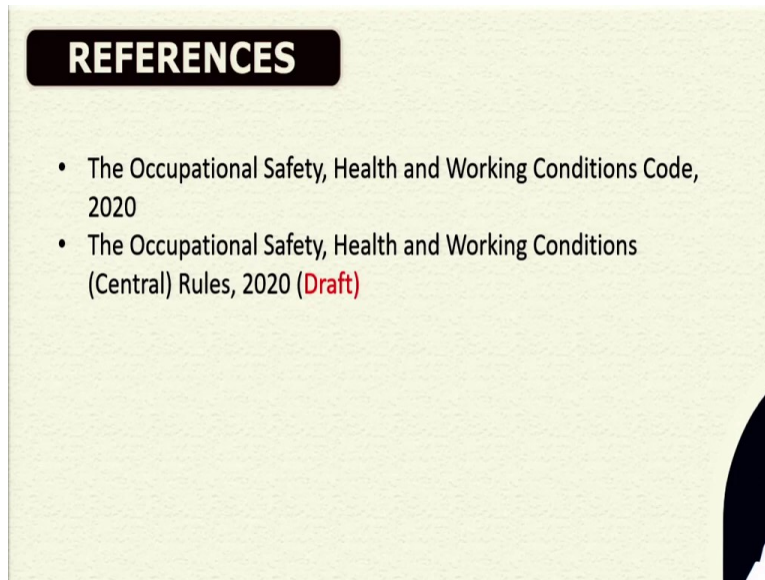 REFERENCES
• The Occupational Safety, Health and Working Conditions Code,
2020
• The Occupational Safety, Health and Working Conditions
(Central) Rules, 2020 (Draft)